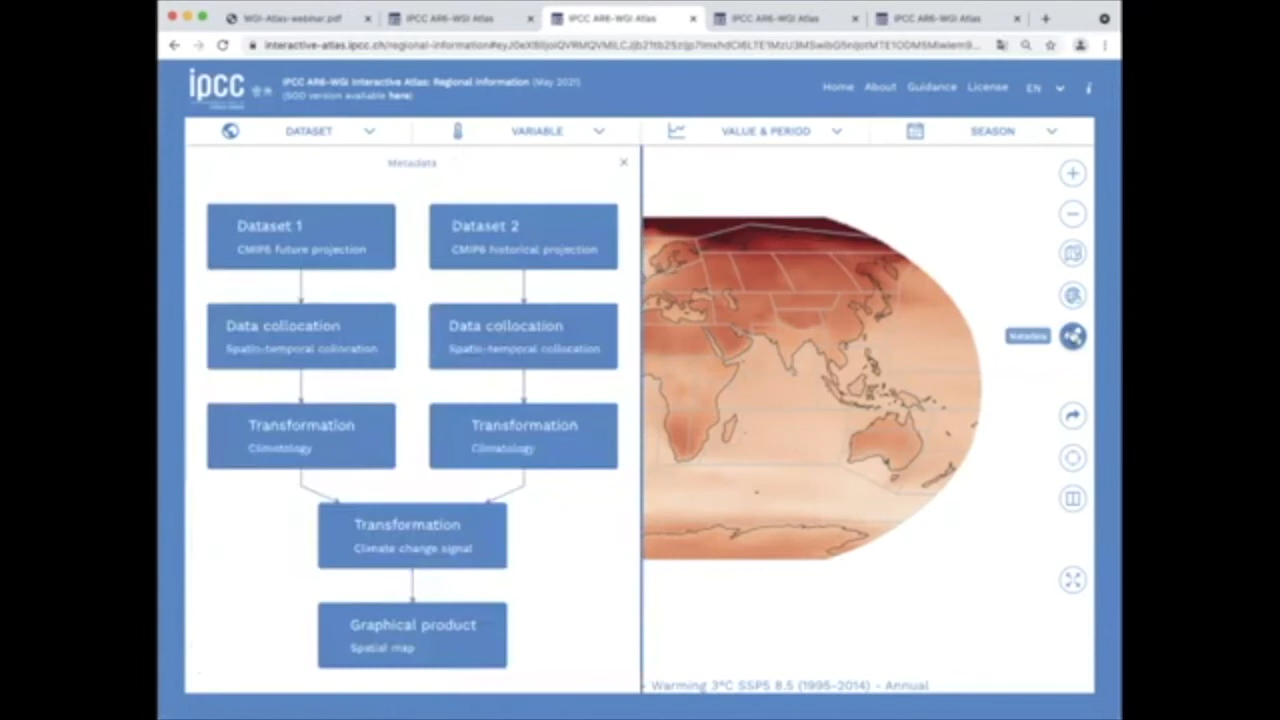 WGI-Atlas-webinar.pdf
IPCC AR6-WGI Atlas
IPCC AR6-WGI Atlas
IPCC AR6-WGI Atlas
IPCC AR6-WGI Atlas
ipcc
IPCC AR6-WGI Interactive Atlas: Regional information (May 2021)
(SOD version available here)
Home About Guidance License EN i
DATASET VARIABLE VALUE & PERIOD SEASON
Metadata
Dataset 1
CMIP6 future projection
Dataset 2
CMIP6 historical projection
Data collocation
Spatio-temporal collocation
Data collocation
Spatio-temporal collocation
Transformation
Climatology
Transformation
Climatology
Transformation
Climate change signal
Graphical product
Spatial map
Metadata
- Warming 3°C SSP5 8.5 (1995-2014) - Annual